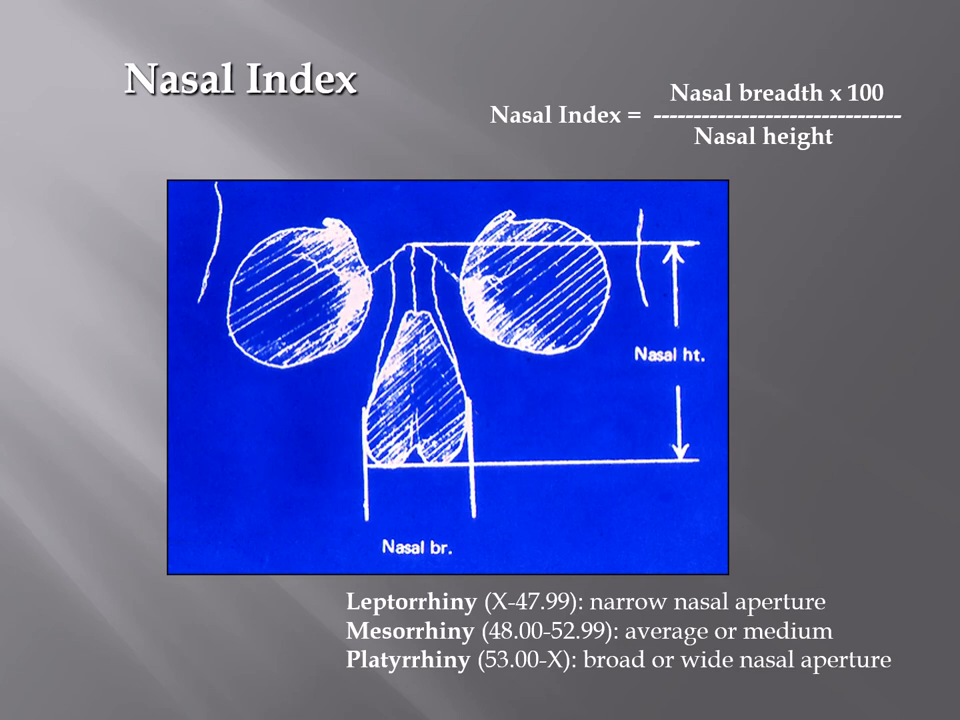 Nasal Index
Nasal breadth x 100
Nasal Index = -------------------------------
Nasal height
Nasal ht.
Nasal br.
Leptorrhiny (X-47.99): narrow nasal aperture
Mesorrhiny (48.00-52.99): average or medium
Platyrrhiny (53.00-X): broad or wide nasal aperture